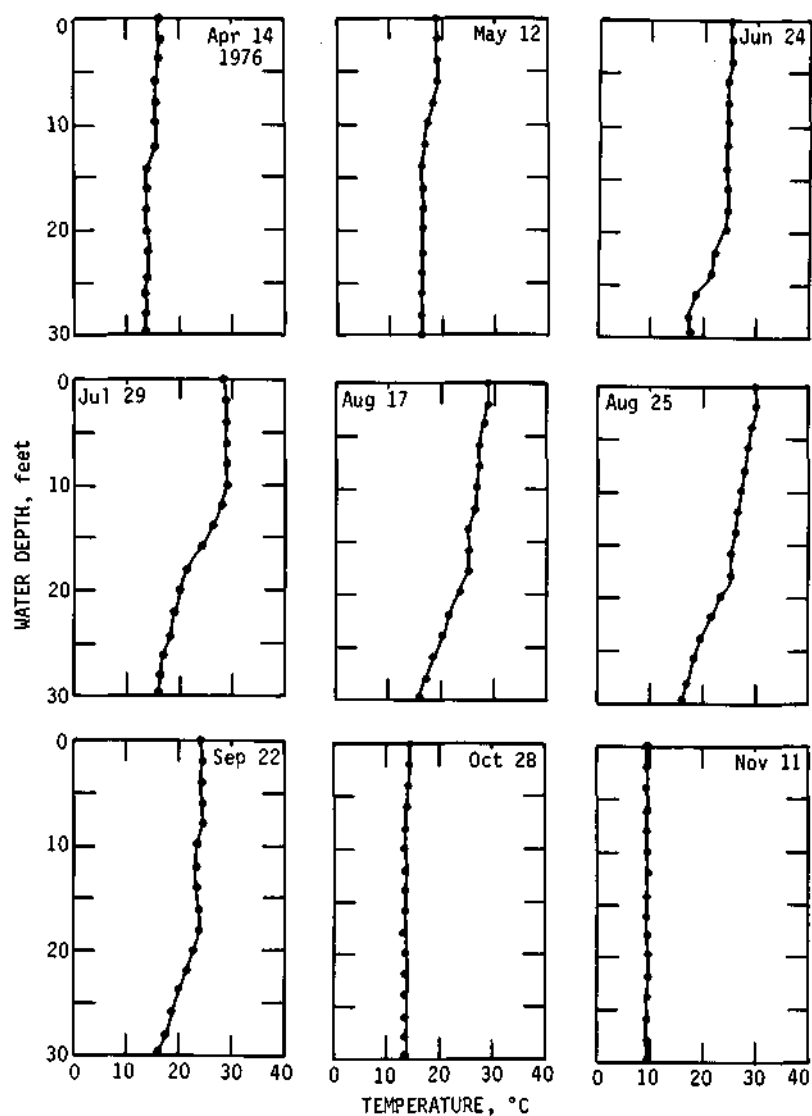 0
10
20
30
Apr 14
1976
May 12
Jun 24
0
10
20
30
Jul 29
Aug 17
Aug 25
WATER DEPTH, feet
0
10
20
30
Sep 22
Oct 28
Nov 11
0 10 20 30 40 0 10 20 30 40 0 10 20 30 40
TEMPERATURE, °C